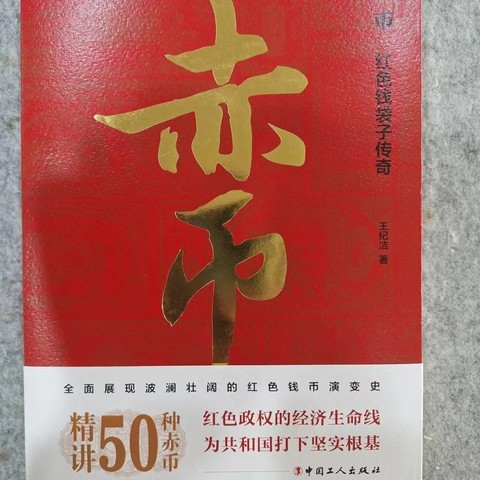 赤币
币 红色钱袋子传奇
王纪洁 著
全面展现波澜壮阔的红色钱币演变史
精讲50种赤币
红色政权的经济生命线
为共和国打下坚实根基
中国工人出版社